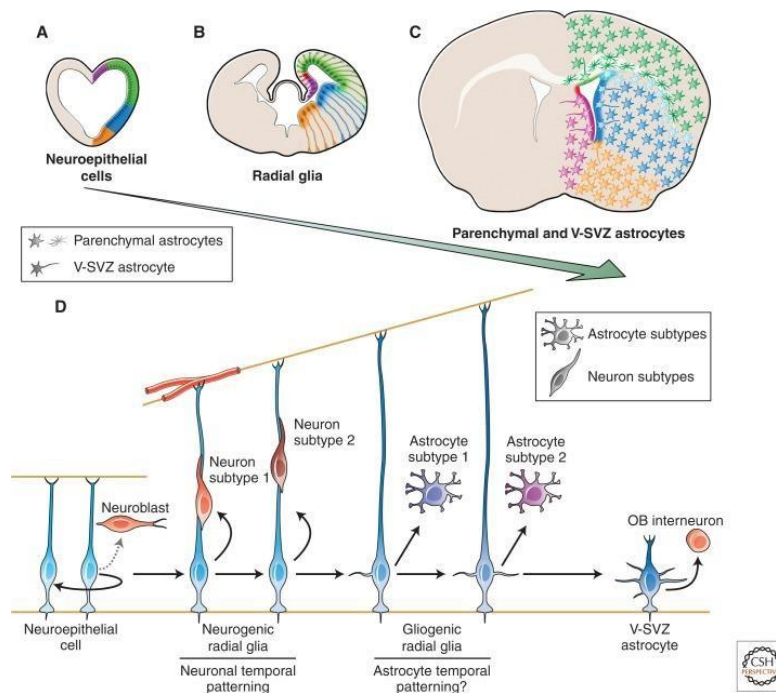 A
B
C
Neuroepithelial
cells
Radial glia
Parenchymal and V-SVZ astrocytes
Parenchymal astrocytes
V-SVZ astrocyte
D
Astrocyte subtypes
Neuron subtypes
Neuron
subtype 2
Neuron
subtype 1
Astrocyte
subtype 1
Astrocyte
subtype 2
Neuroblast
OB interneuron
Neuroepithelial
cell
Neurogenic
radial glia
Neuronal temporal
patterning
Gliogenic
radial glia
Astrocyte temporal
patterning?
V-SVZ
astrocyte
CSH
PERSPECTIVES